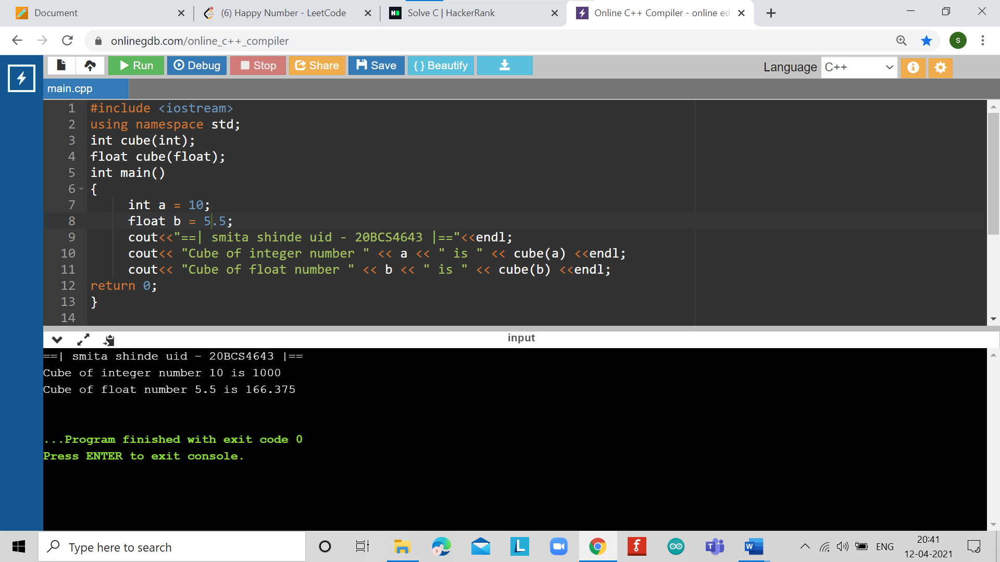 Document
(6) Happy Number - LeetCode
Solve C | HackerRank
Online C++ Compiler - online ed
onlinegdb.com/online_c++_compiler
S
Run
Debug
Stop
Share
Save
{ } Beautify
Language
C++
main.cpp
1 #include <iostream>
2 using namespace std;
3 int cube(int);
4 float cube(float);
5 int main()
6 {
7 int a = 10;
8 float b = 5.5;
9 cout<<"==| smita shinde uid - 20BCS4643 |=="<<endl;
10 cout<< "Cube of integer number " << a << " is " << cube(a) <<endl;
11 cout<< "Cube of float number " << b << " is " << cube(b) <<endl;
12 return 0;
13 }
14
input
==| smita shinde uid - 20BCS4643 |==
Cube of integer number 10 is 1000
Cube of float number 5.5 is 166.375
...Program finished with exit code 0
Press ENTER to exit console.
Type here to search
ENG
20:41
12-04-2021